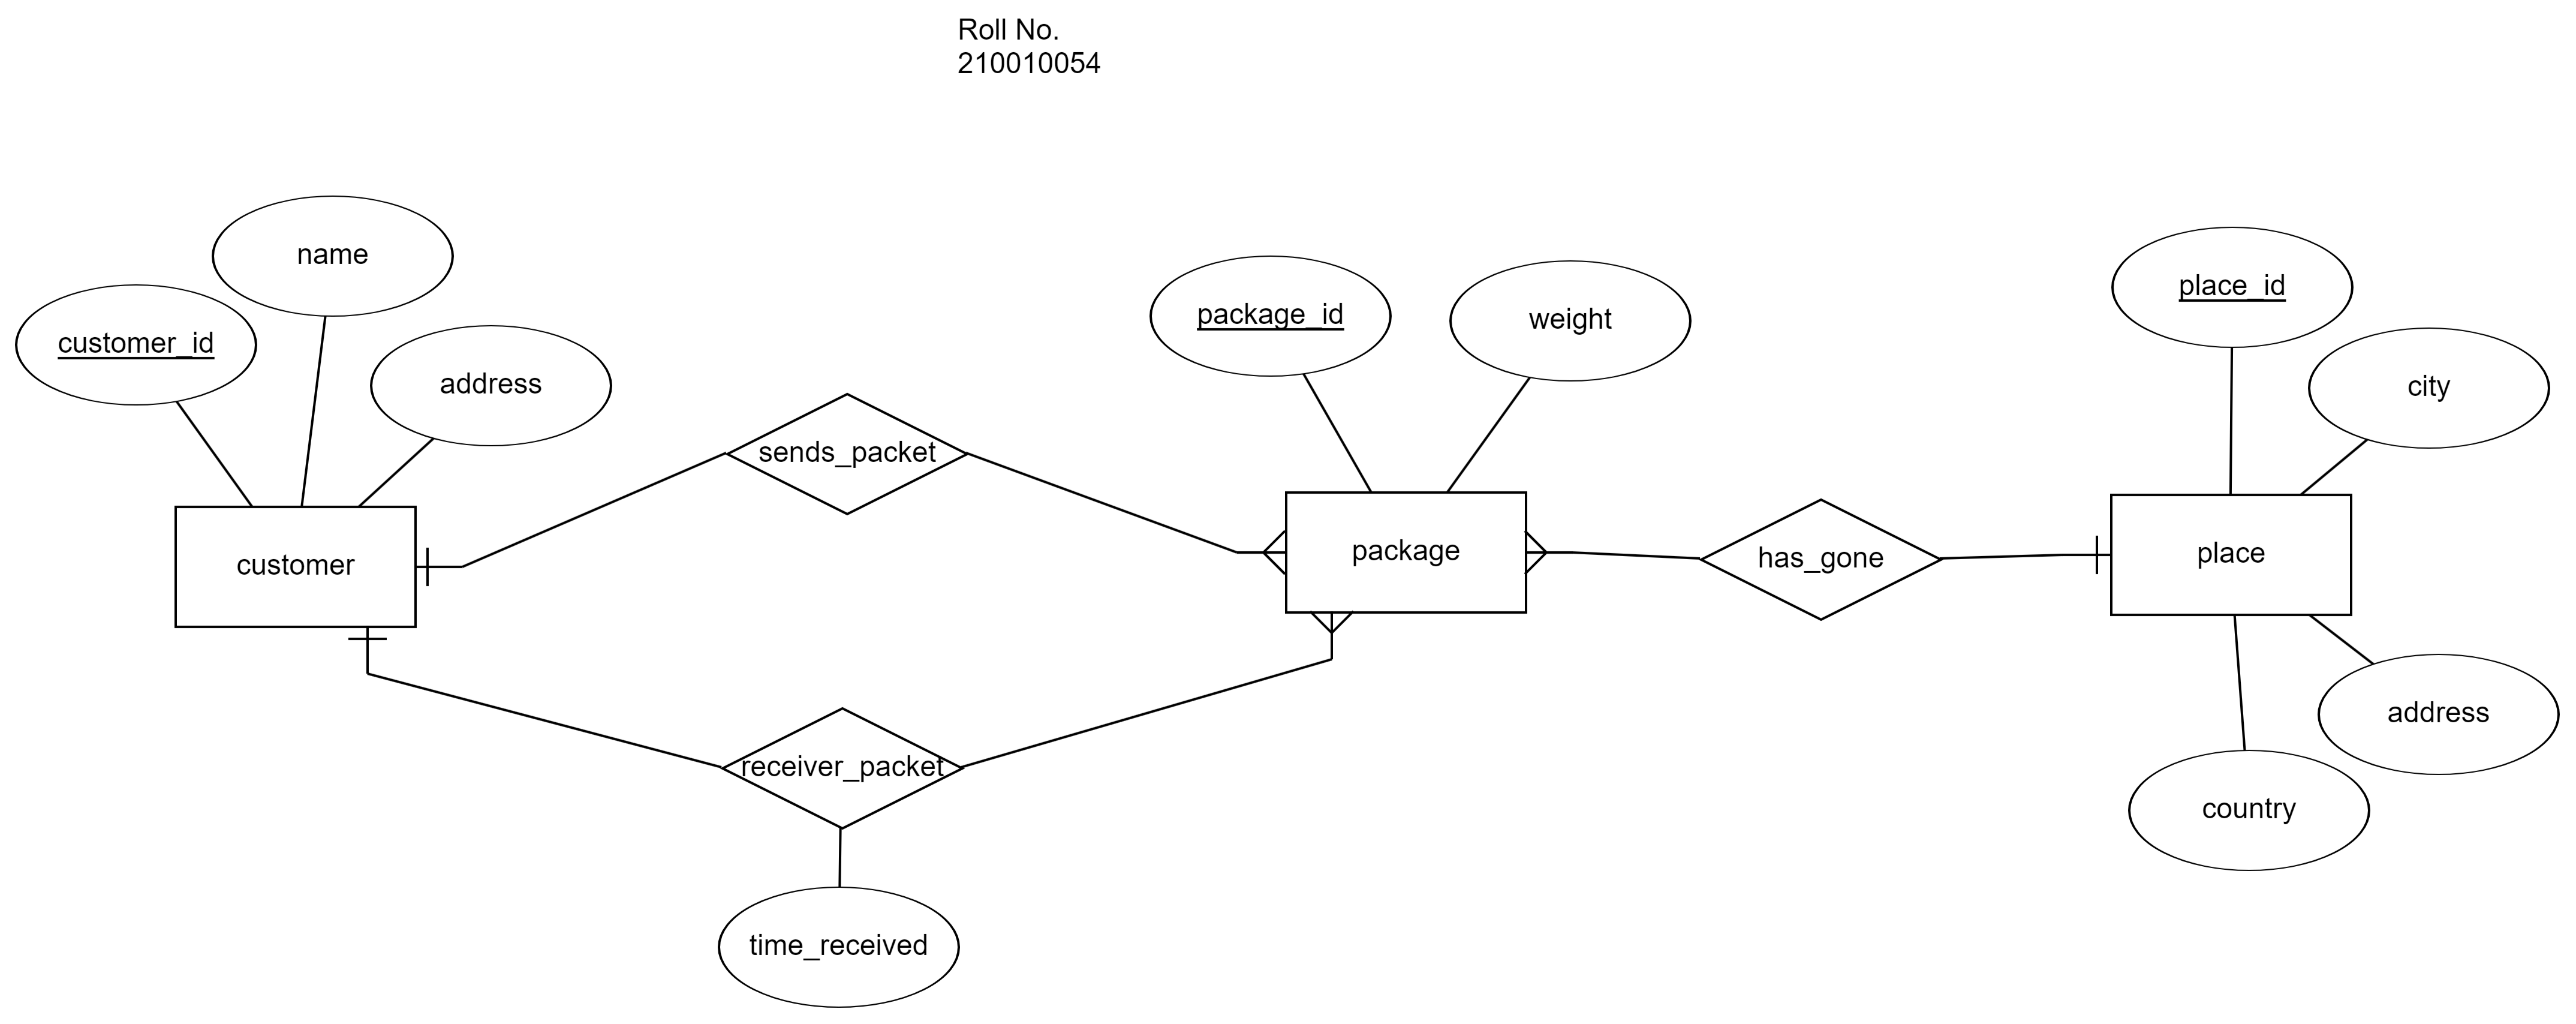 Roll No.
210010054
name
customer_id
address
customer
sends_packet
receiver_packet
time_received
package_id
weight
package
has_gone
place_id
city
place
address
country